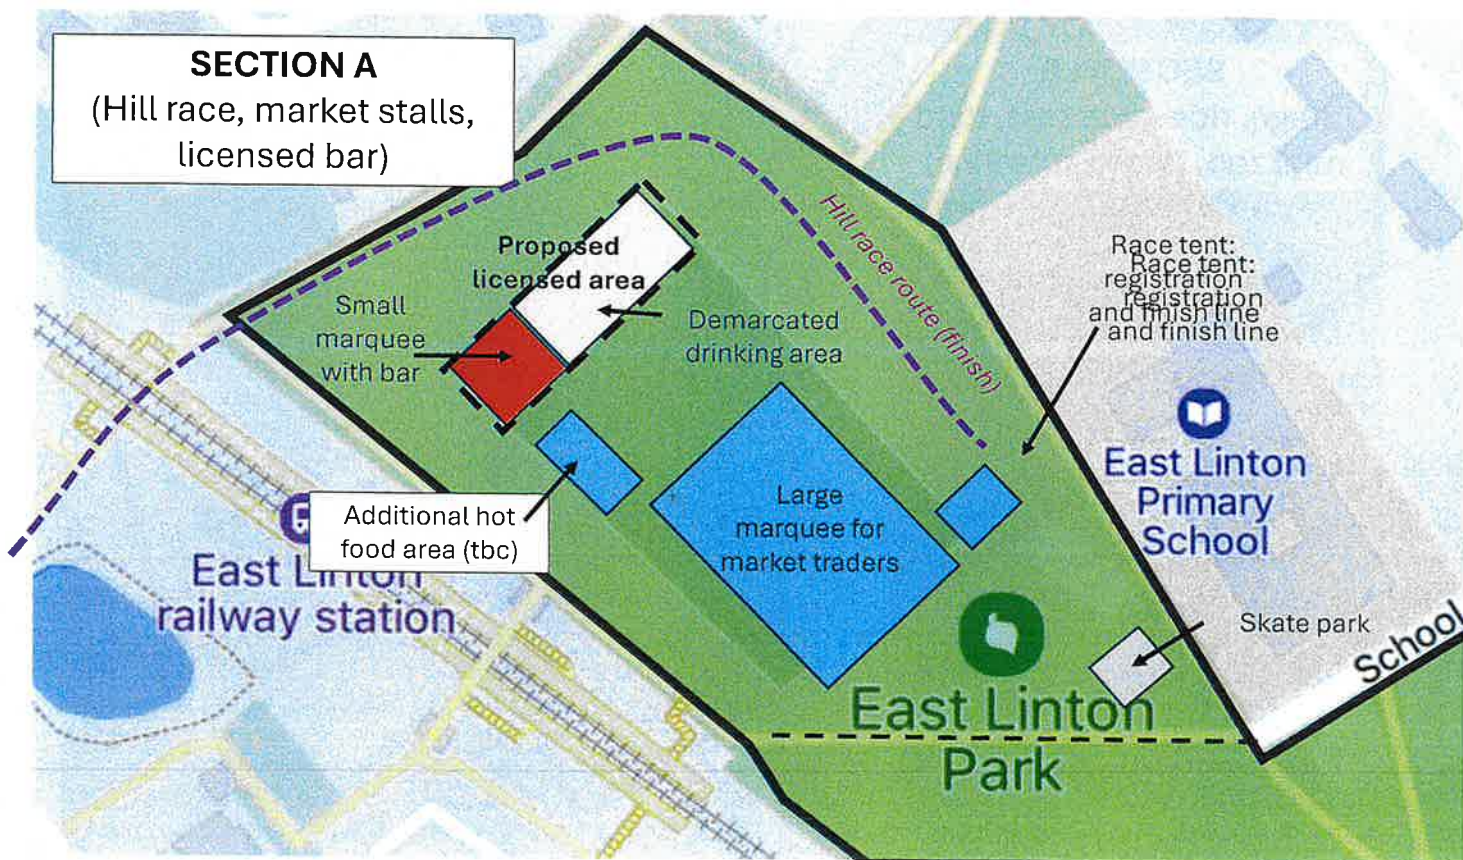 SECTION A
(Hill race, market stalls,
licensed bar)
Proposed
licensed area
Small
marquee
with bar
Demarcated
drinking area
Hill race route (finish)
Race tent:
registration
and finish line
Race tent:
registration
and finish line
East Linton
Primary
School
Large
marquee for
market traders
Additional hot
food area (tbc)
East Linton
railway station
Skate park
School
East Linton
Park